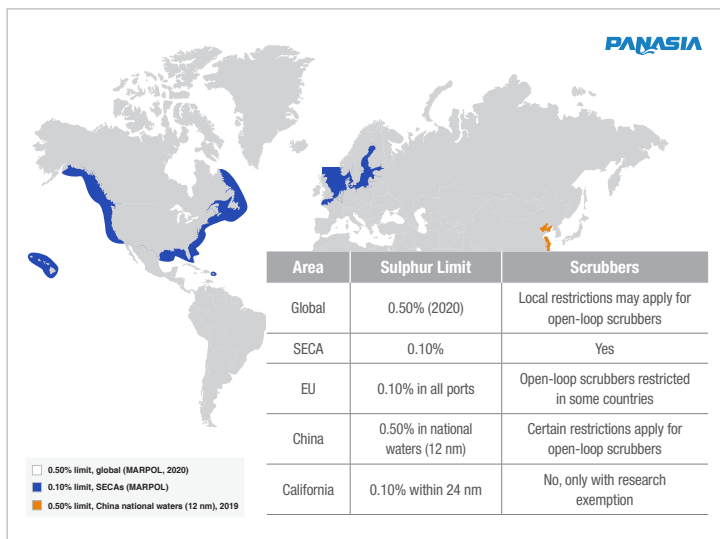 PANASIA
Area Sulphur Limit Scrubbers
Global 0.50% (2020) Local restrictions may apply for
open-loop scrubbers
SECA 0.10% Yes
EU 0.10% in all ports Open-loop scrubbers restricted
in some countries
China 0.50% in national
waters (12 nm) Certain restrictions apply for
open-loop scrubbers
California 0.10% within 24 nm No, only with research
exemption
0.50% limit, global (MARPOL, 2020)
0.10% limit, SECAs (MARPOL)
0.50% limit, China national waters (12 nm), 2019